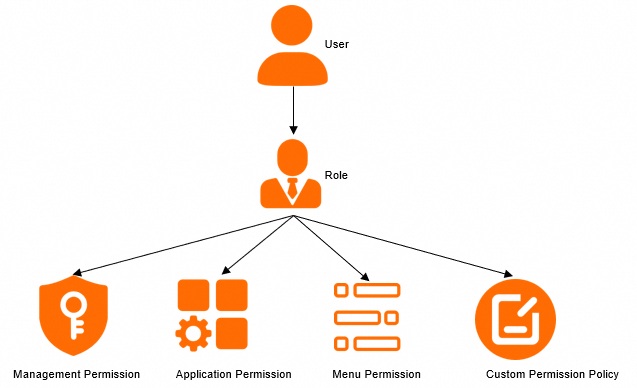 User
Role
Management Permission
Application Permission
Menu Permission
Custom Permission Policy